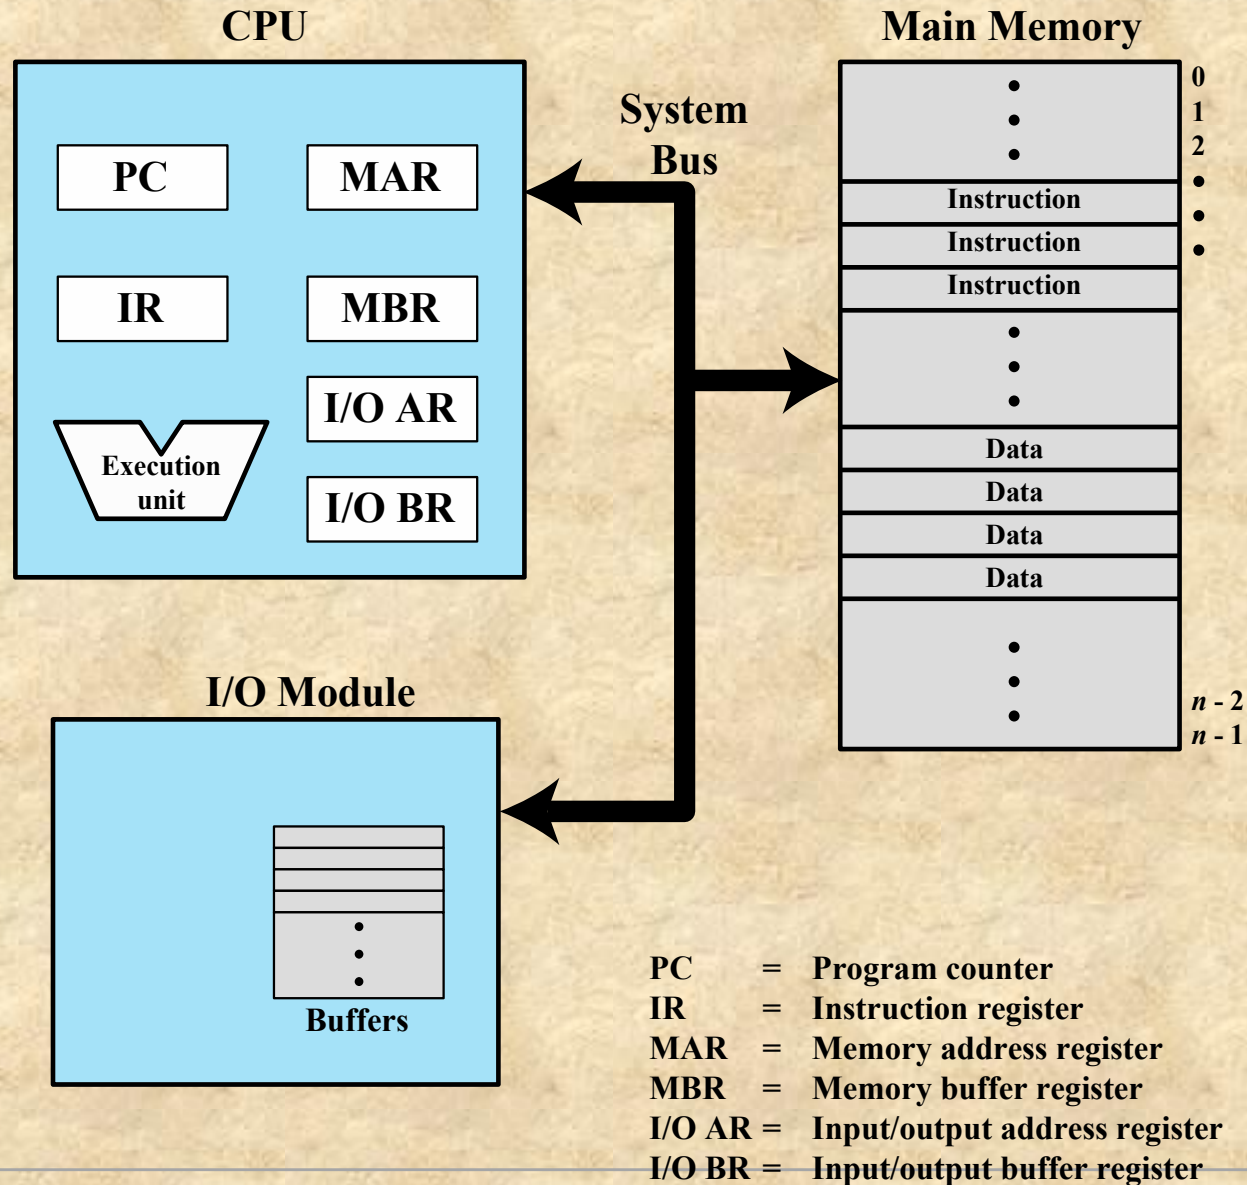 CPU
PC
MAR
IR
MBR
I/O AR
I/O BR
Execution
unit
System
Bus
Main Memory
0
1
2
Instruction
Instruction
Instruction
Data
Data
Data
Data
n - 2
n - 1
I/O Module
Buffers
PC = Program counter
IR = Instruction register
MAR = Memory address register
MBR = Memory buffer register
I/O AR = Input/output address register
I/O BR = Input/output buffer register